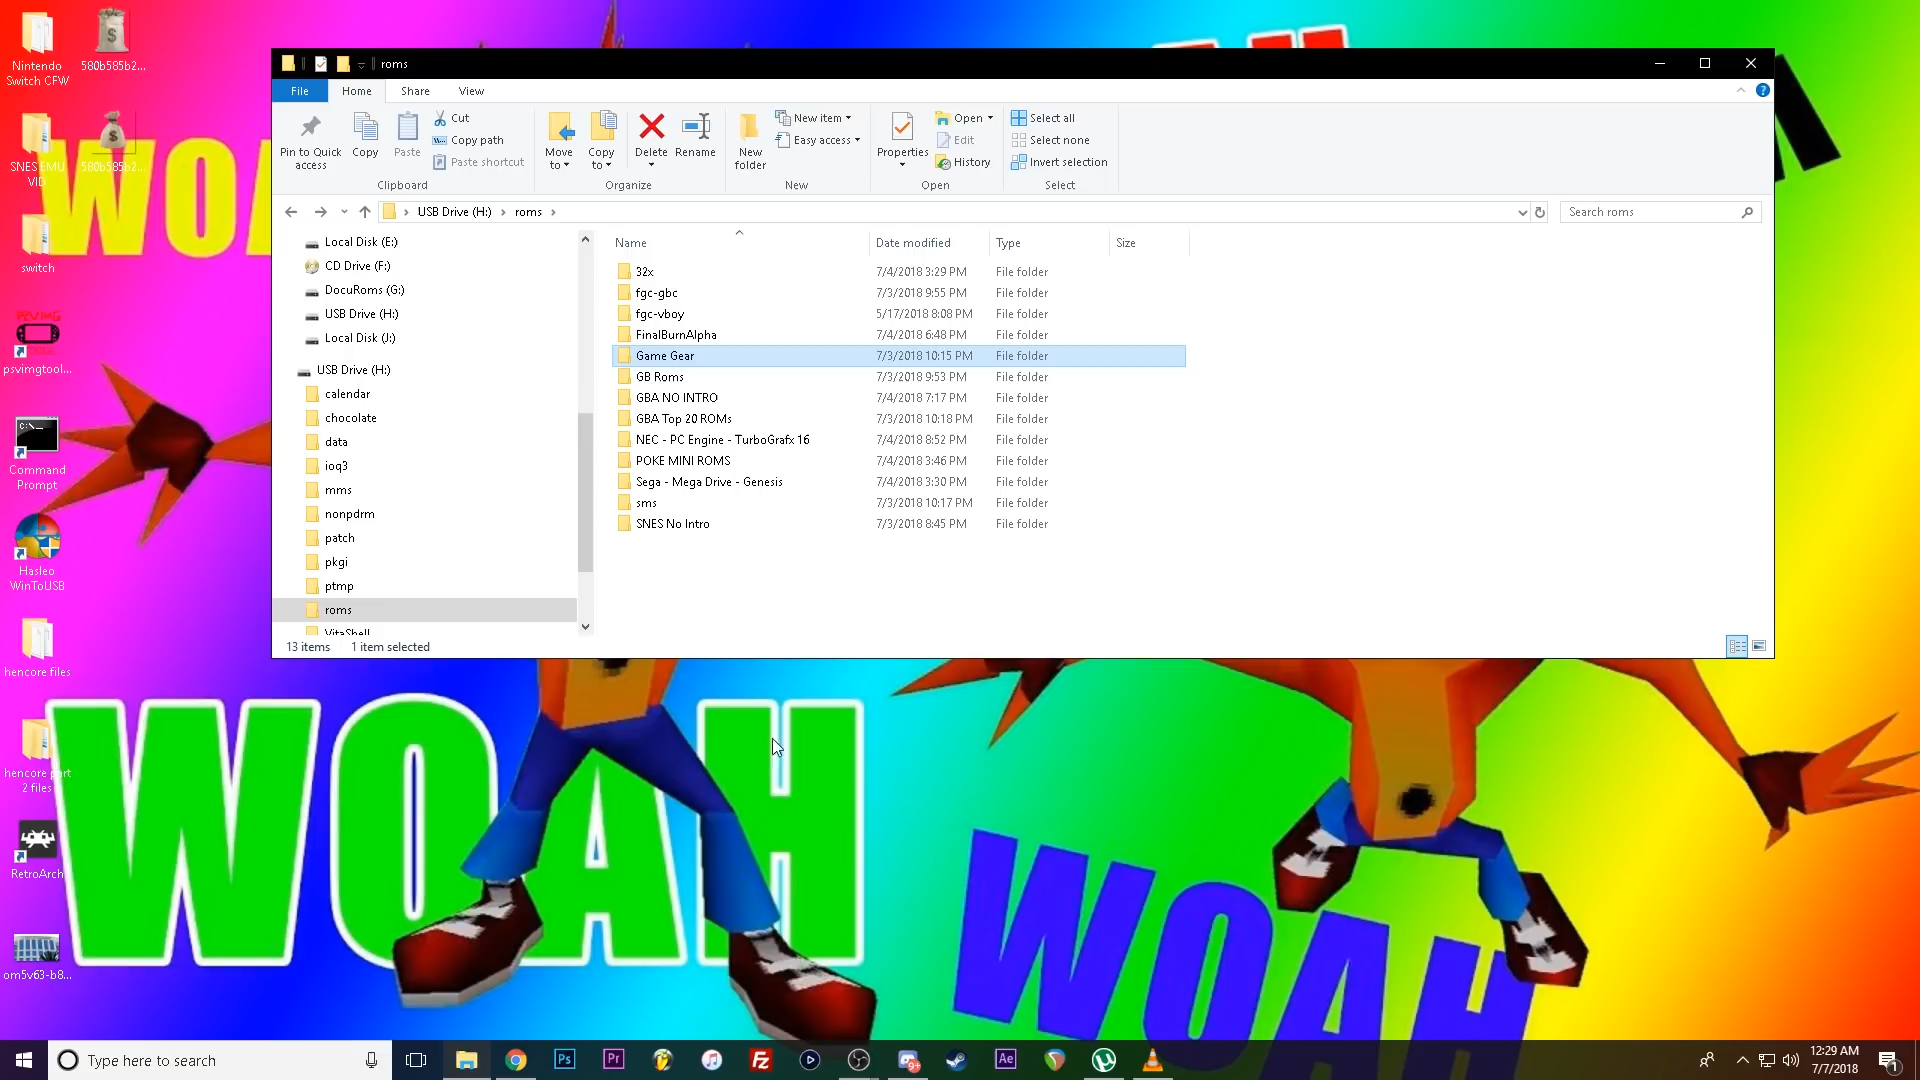 Nintendo
Switch CFW
580b585b2...
SNES EMU
VID
580b585b2...
switch
psvimgtool...
Command
Prompt
Hasleo
WinToUSB
hencore files
hencore part
2 files
RetroArch
om5v63-b8...
WOAH
WOAH
roms
File
Home
Share
View
Pin to Quick
access
Copy
Paste
Cut
Copy path
Paste shortcut
Clipboard
Move
to
Copy
to
Delete
Rename
Organize
New
folder
New item
Easy access
New
Properties
Open
Edit
History
Open
Select all
Select none
Invert selection
Select
USB Drive (H:) › roms ›
Search roms
Local Disk (E:)
CD Drive (F:)
DocuRoms (G:)
USB Drive (H:)
Local Disk (J:)
USB Drive (H:)
calendar
chocolate
data
ioq3
mms
nonpdrm
patch
pkgi
ptmp
roms
VitaShell
Name Date modified Type Size
32x 7/4/2018 3:29 PM File folder
fgc-gbc 7/3/2018 9:55 PM File folder
fgc-vboy 5/17/2018 8:08 PM File folder
FinalBurnAlpha 7/4/2018 6:48 PM File folder
Game Gear 7/3/2018 10:15 PM File folder
GB Roms 7/3/2018 9:53 PM File folder
GBA NO INTRO 7/4/2018 7:17 PM File folder
GBA Top 20 ROMs 7/3/2018 10:18 PM File folder
NEC - PC Engine - TurboGrafx 16 7/4/2018 8:52 PM File folder
POKE MINI ROMS 7/4/2018 3:46 PM File folder
Sega - Mega Drive - Genesis 7/4/2018 3:30 PM File folder
sms 7/3/2018 10:17 PM File folder
SNES No Intro 7/3/2018 8:45 PM File folder
13 items 1 item selected
Type here to search
Ps
Pr
Fz
Ae
9+
12:29 AM
7/7/2018
1